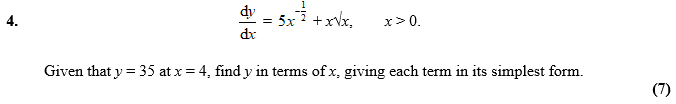 4. dy/dx = 5x^(-1/2) + x√x, x > 0.
Given that y = 35 at x = 4, find y in terms of x, giving each term in its simplest form.
(7)